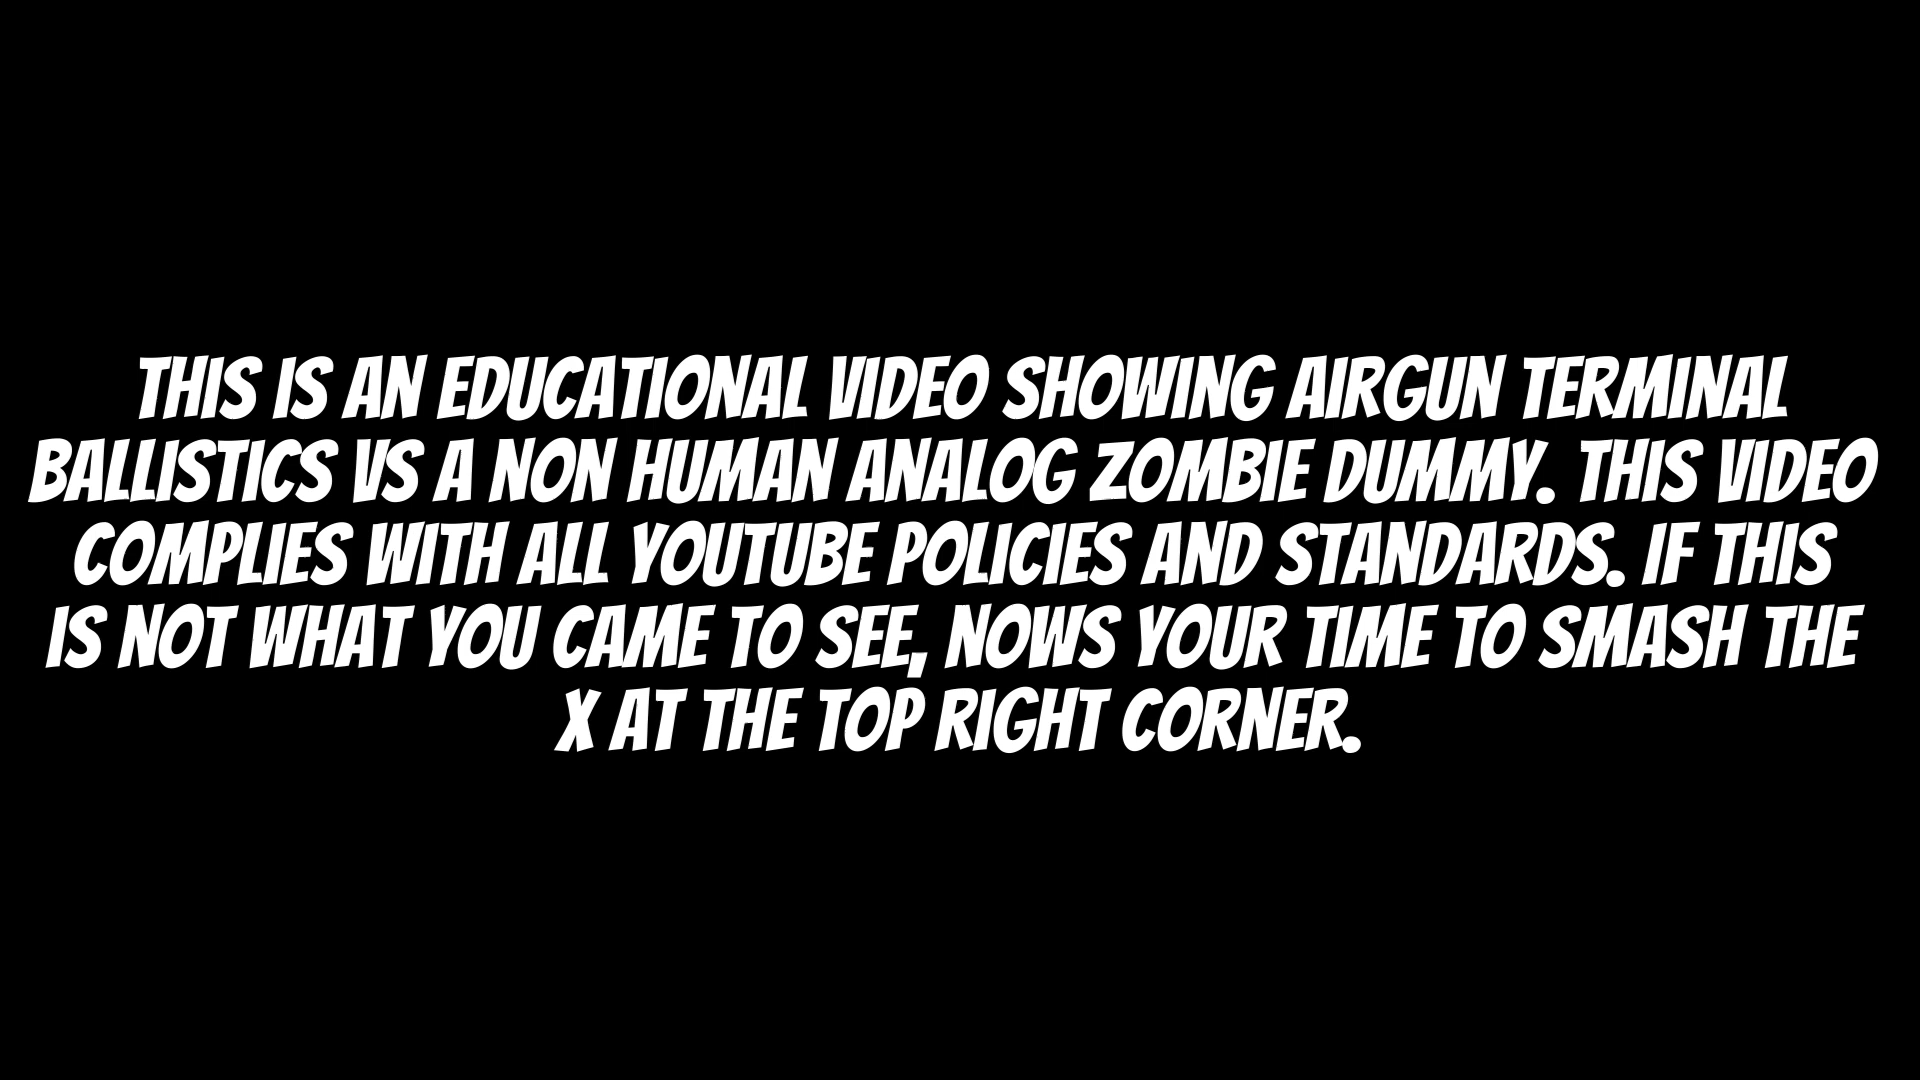 THIS IS AN EDUCATIONAL VIDEO SHOWING AIRGUN TERMINAL
BALLISTICS VS A NON HUMAN ANALOG ZOMBIE DUMMY. THIS VIDEO
COMPLIES WITH ALL YOUTUBE POLICIES AND STANDARDS. IF THIS
IS NOT WHAT YOU CAME TO SEE, NOWS YOUR TIME TO SMASH THE
X AT THE TOP RIGHT CORNER.